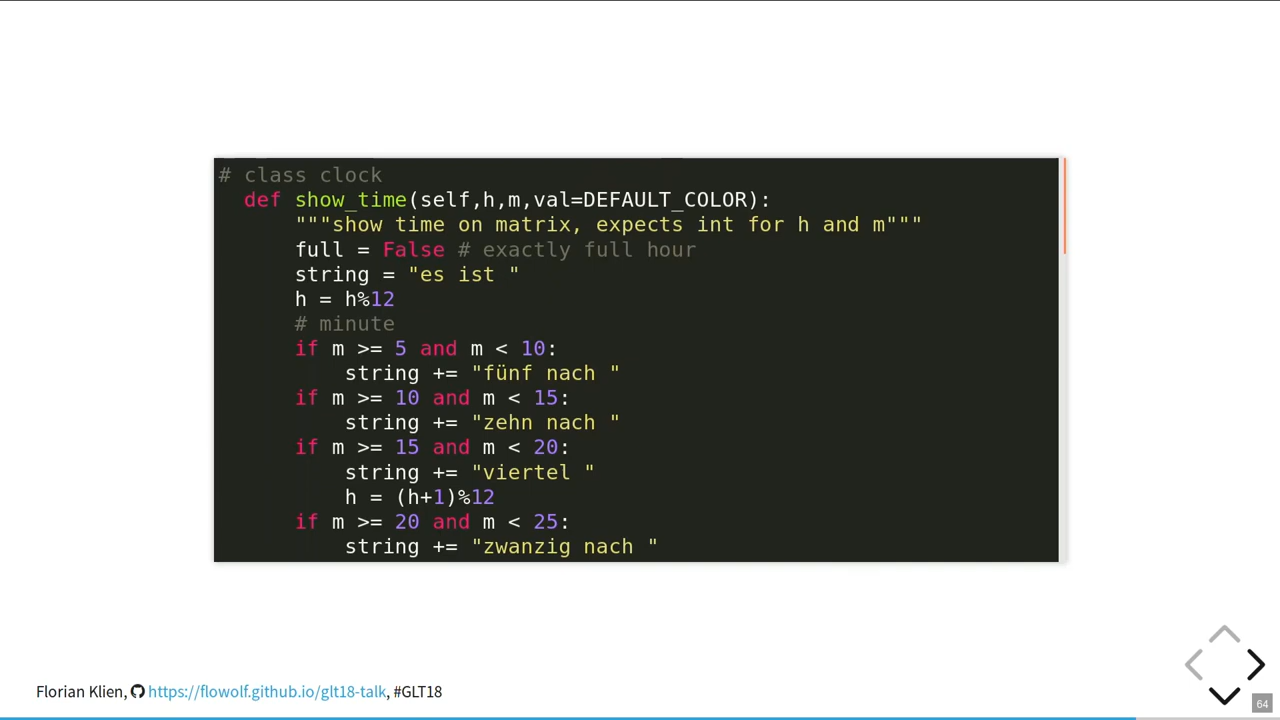 # class clock
  def show_time(self,h,m,val=DEFAULT_COLOR):
      """show time on matrix, expects int for h and m"""
      full = False # exactly full hour
      string = "es ist "
      h = h%12
      # minute
      if m >= 5 and m < 10:
          string += "fünf nach "
      if m >= 10 and m < 15:
          string += "zehn nach "
      if m >= 15 and m < 20:
          string += "viertel "
          h = (h+1)%12
      if m >= 20 and m < 25:
          string += "zwanzig nach "
Florian Klien, https://flowolf.github.io/glt18-talk, #GLT18
64